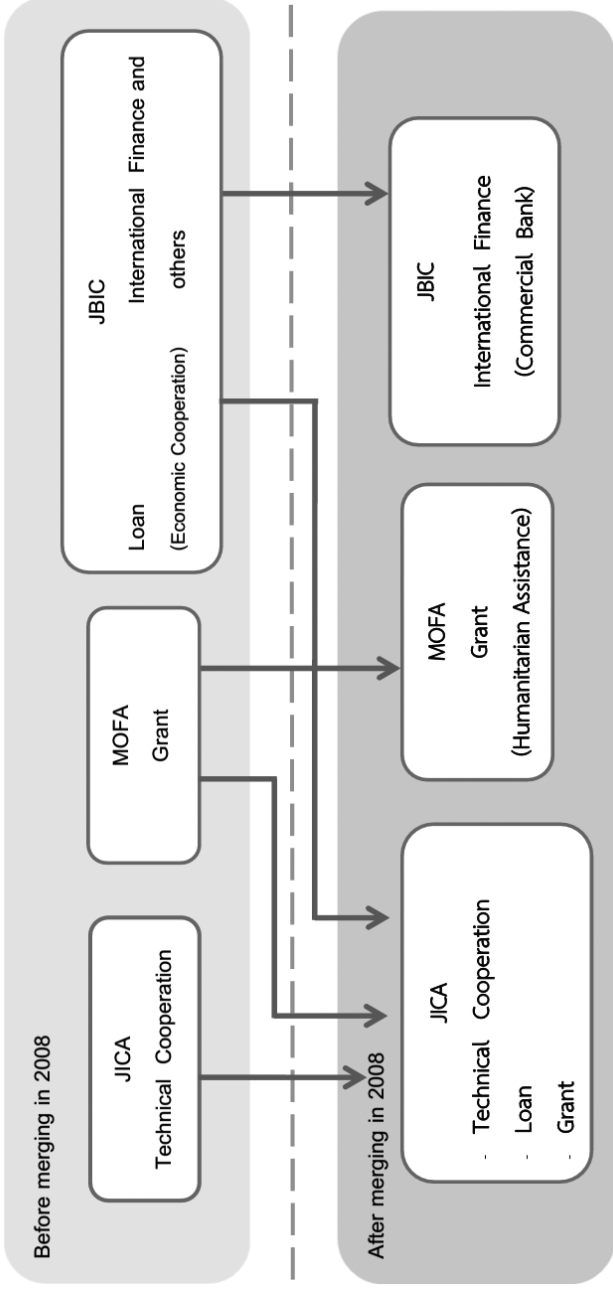 Before merging in 2008
JICA
Technical Cooperation
MOFA
Grant
JBIC
Loan International Finance and
(Economic Cooperation) others
After merging in 2008
JICA
- Technical Cooperation
- Loan
- Grant
MOFA
Grant
(Humanitarian Assistance)
JBIC
International Finance
(Commercial Bank)